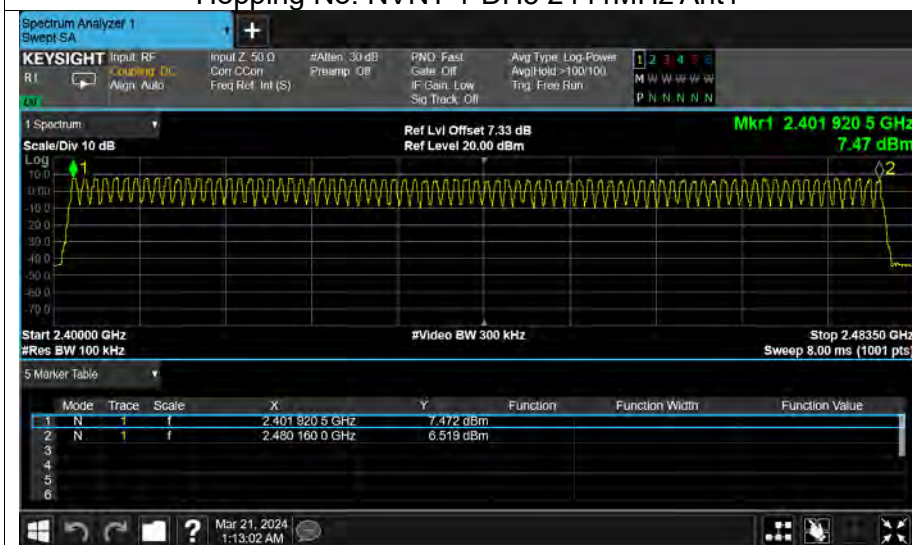 Hopping No. NVNT 1-DH5 2441MHz Ant1
Spectrum Analyzer 1
Swept SA
+
KEYSIGHT
R L
Input: RF
Coupling: DC
Align: Auto
Input Z: 50 Ω
Corr CCorr
Freq Ref: Int (S)
#Atten: 30 dB
Preamp: Off
PNO: Fast
Gate: Off
IF Gain: Low
Sig Track: Off
Avg Type: Log-Power
Avg|Hold >100/100
Trig: Free Run
1 2 3 4 5 6
M W W W W W
P N N N N N
1 Spectrum
Scale/Div 10 dB
Log
Ref Lvl Offset 7.33 dB
Ref Level 20.00 dBm
Mkr1 2.401 920 5 GHz
7.47 dBm
1
2
10.0
0.00
-10.0
-20.0
-30.0
-40.0
-50.0
-60.0
-70.0
Start 2.40000 GHz
#Video BW 300 kHz
Stop 2.48350 GHz
#Res BW 100 kHz
Sweep 8.00 ms (1001 pts)
5 Marker Table
Mode Trace Scale X Y Function Function Width Function Value
1 N 1 f 2.401 920 5 GHz 7.472 dBm
2 N 1 f 2.480 160 0 GHz 6.519 dBm
3
4
5
6
?
Mar 21, 2024
1:13:02 AM